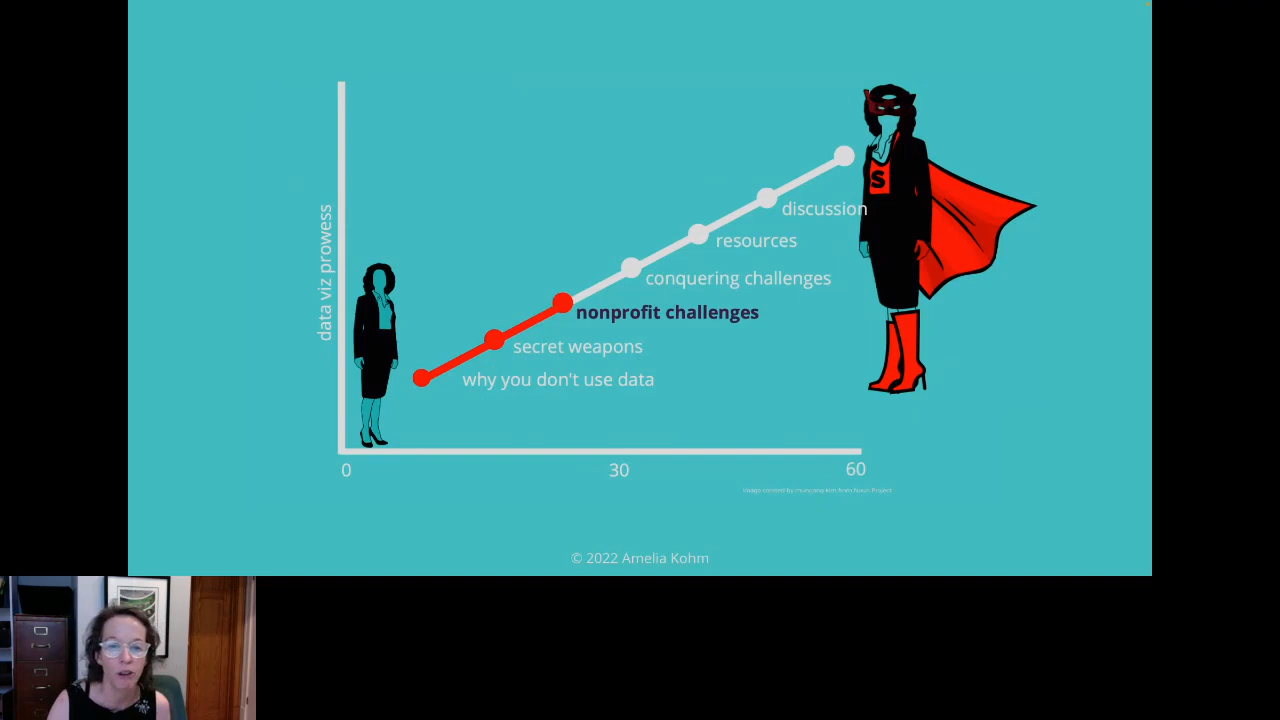 data viz prowess
S
discussion
resources
conquering challenges
nonprofit challenges
secret weapons
why you don't use data
0
30
60
© 2022 Amelia Kohm